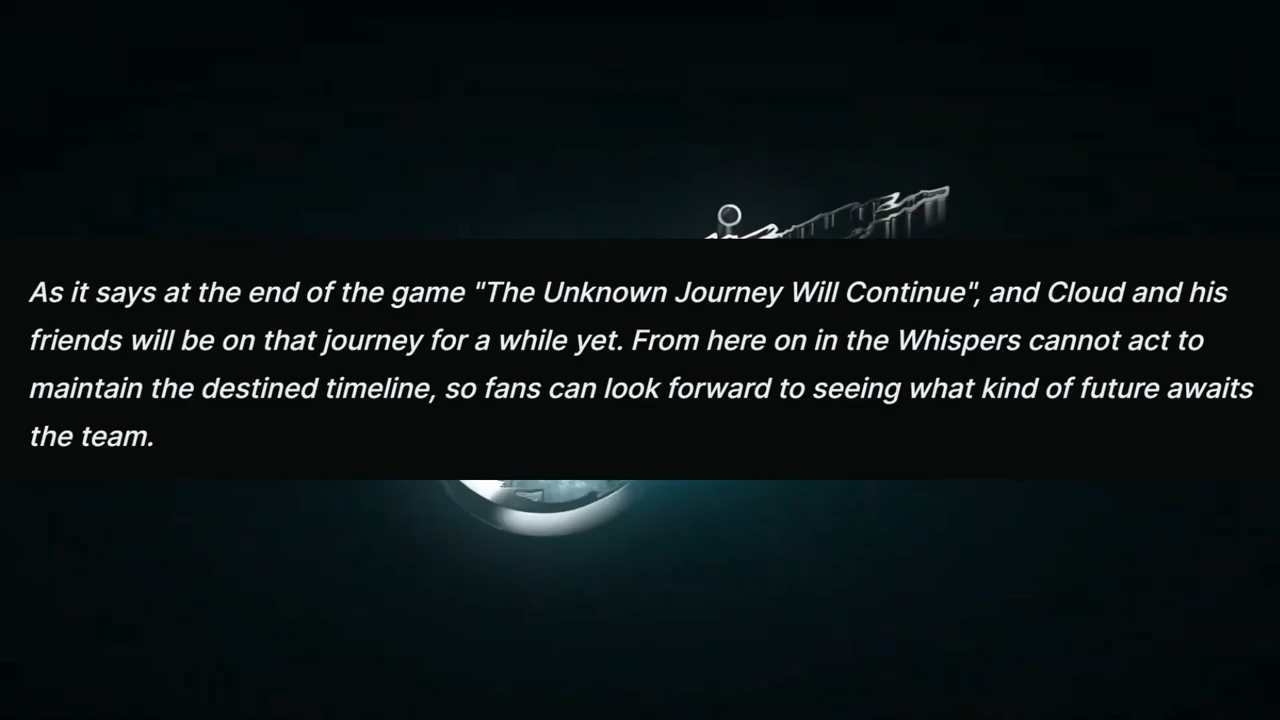 As it says at the end of the game "The Unknown Journey Will Continue", and Cloud and his
friends will be on that journey for a while yet. From here on in the Whispers cannot act to
maintain the destined timeline, so fans can look forward to seeing what kind of future awaits
the team.